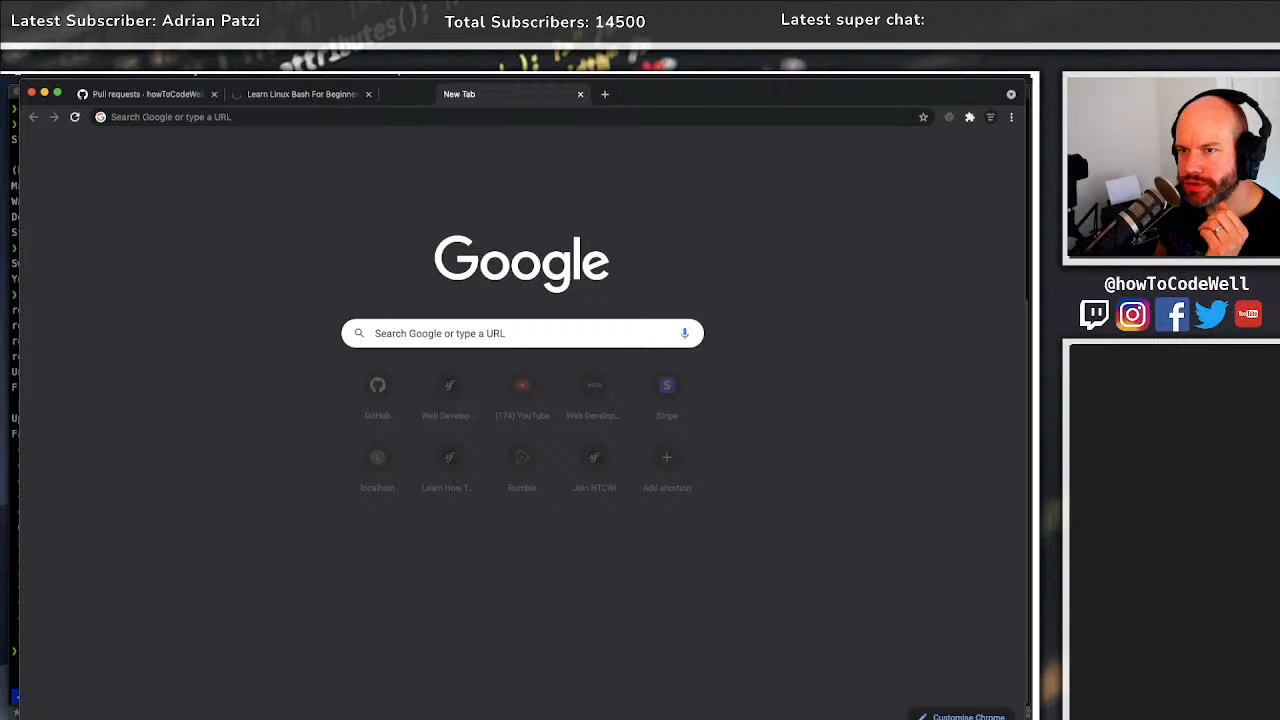 Latest Subscriber: Adrian Patzi
Total Subscribers: 14500
Latest super chat:
attributes();
Pull requests · howToCodeWell
Learn Linux Bash For Beginner
New Tab
Search Google or type a URL
Google
Search Google or type a URL
GitHub
Web Develop...
(174) YouTube
Web Develop...
Stripe
localhost
Learn How T...
Rumble
Join HTCW!
Add shortcut
Customise Chrome
@howToCodeWell